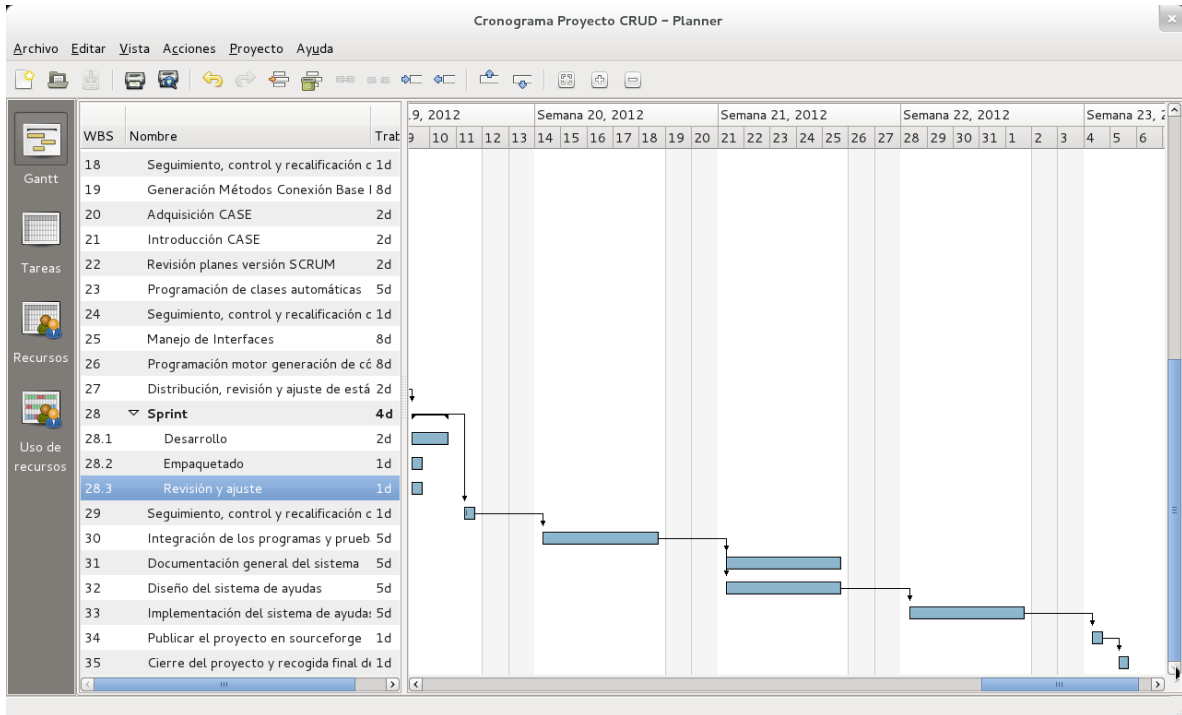 Cronograma Proyecto CRUD - Planner
Archivo Editar Vista Acciones Proyecto Ayuda
Gantt
Tareas
Recursos
Uso de
recursos
WBS Nombre Trab
18 Seguimiento, control y recalificación c 1d
19 Generación Métodos Conexión Base 8d
20 Adquisición CASE 2d
21 Introducción CASE 2d
22 Revisión planes versión SCRUM 2d
23 Programación de clases automáticas 5d
24 Seguimiento, control y recalificación c 1d
25 Manejo de Interfaces 8d
26 Programación motor generación de có 8d
27 Distribución, revisión y ajuste de está 2d
28 Sprint 4d
28.1 Desarrollo 2d
28.2 Empaquetado 1d
28.3 Revisión y ajuste 1d
29 Seguimiento, control y recalificación c 1d
30 Integración de los programas y prueb 5d
31 Documentación general del sistema 5d
32 Diseño del sistema de ayudas 5d
33 Implementación del sistema de ayudas 5d
34 Publicar el proyecto en sourceforge 1d
35 Cierre del proyecto y recogida final de 1d
9, 2012 Semana 20, 2012 Semana 21, 2012 Semana 22, 2012 Semana 23, 2
9 10 11 12 13 14 15 16 17 18 19 20 21 22 23 24 25 26 27 28 29 30 31 1 2 3 4 5 6